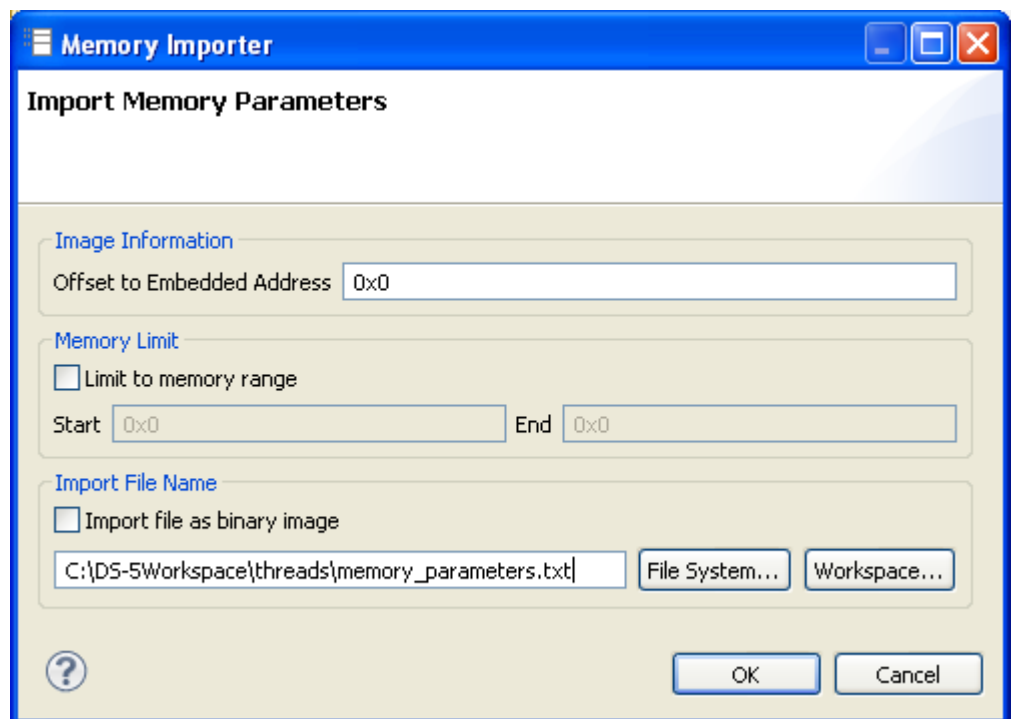 Memory Importer
Import Memory Parameters
Image Information
Offset to Embedded Address 0x0
Memory Limit
Limit to memory range
Start 0x0 End 0x0
Import File Name
Import file as binary image
C:\DS-5Workspace\threads\memory_parameters.txt File System... Workspace...
? OK Cancel